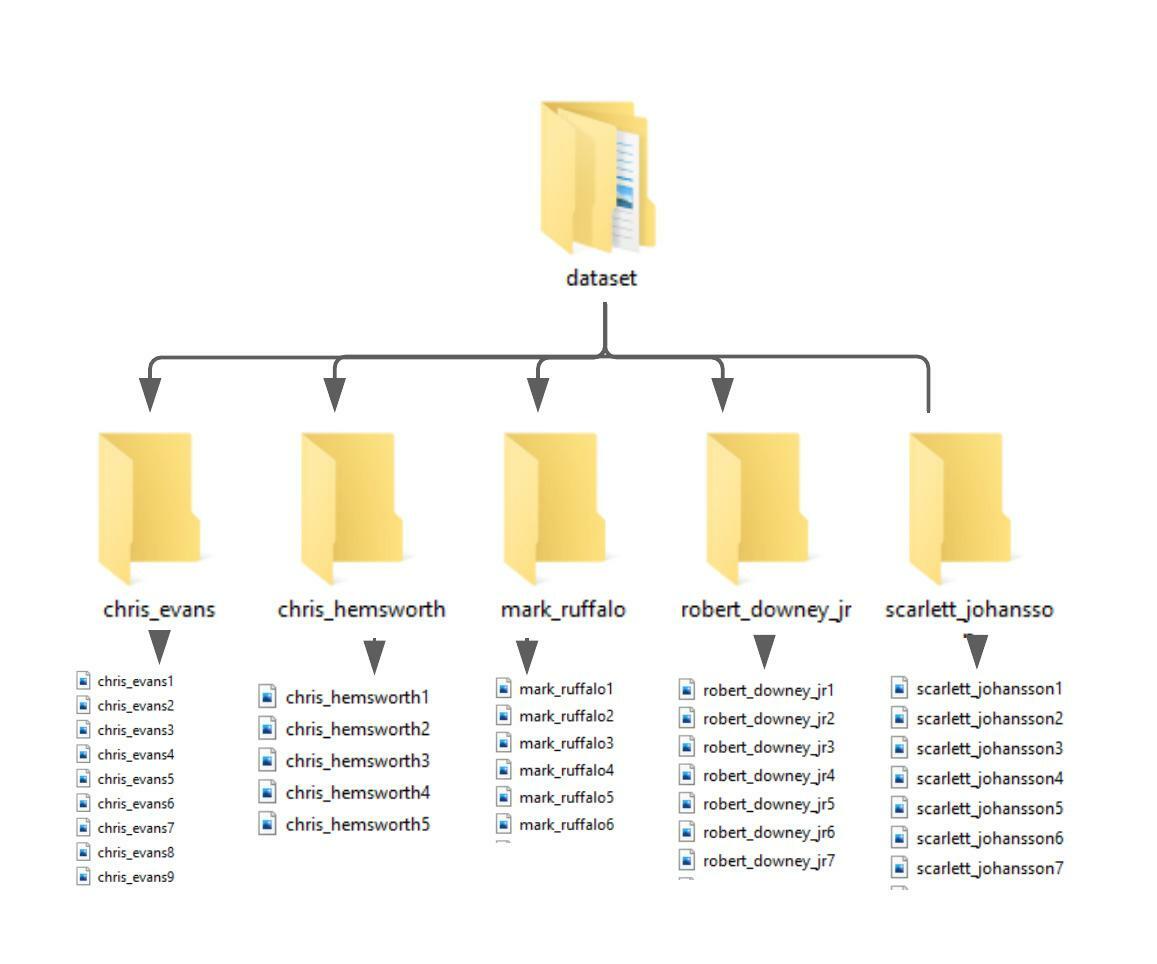 dataset
chris_evans
chris_hemsworth
mark_ruffalo
robert_downey_jr
scarlett_johansso
chris_evans1
chris_evans2
chris_evans3
chris_evans4
chris_evans5
chris_evans6
chris_evans7
chris_evans8
chris_evans9
chris_hemsworth1
chris_hemsworth2
chris_hemsworth3
chris_hemsworth4
chris_hemsworth5
mark_ruffalo1
mark_ruffalo2
mark_ruffalo3
mark_ruffalo4
mark_ruffalo5
mark_ruffalo6
robert_downey_jr1
robert_downey_jr2
robert_downey_jr3
robert_downey_jr4
robert_downey_jr5
robert_downey_jr6
robert_downey_jr7
scarlett_johansson1
scarlett_johansson2
scarlett_johansson3
scarlett_johansson4
scarlett_johansson5
scarlett_johansson6
scarlett_johansson7